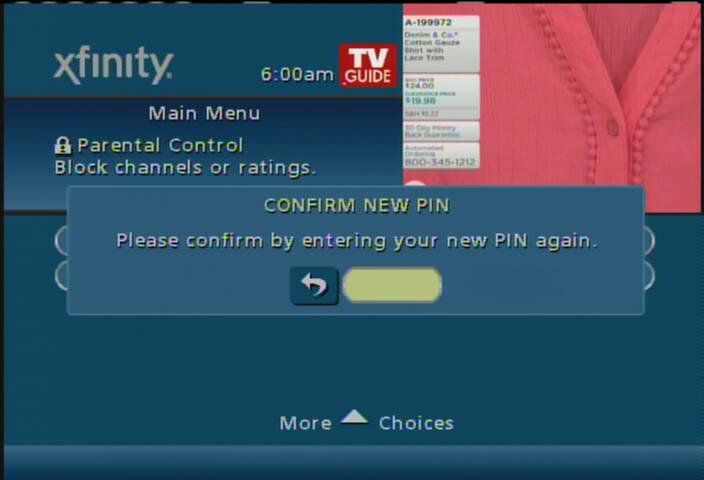 xfinity
6:00am
TV
GUIDE
A-199972
Denim & Co.®
Cotton Gauze
Shirt with
Lace Trim
$24.00
CLEARANCE PRICE
$19.98
30 Day Money
Back Guarantee
Automated
Ordering
800-345-1212
Main Menu
Parental Control
Block channels or ratings.
CONFIRM NEW PIN
Please confirm by entering your new PIN again.
More Choices